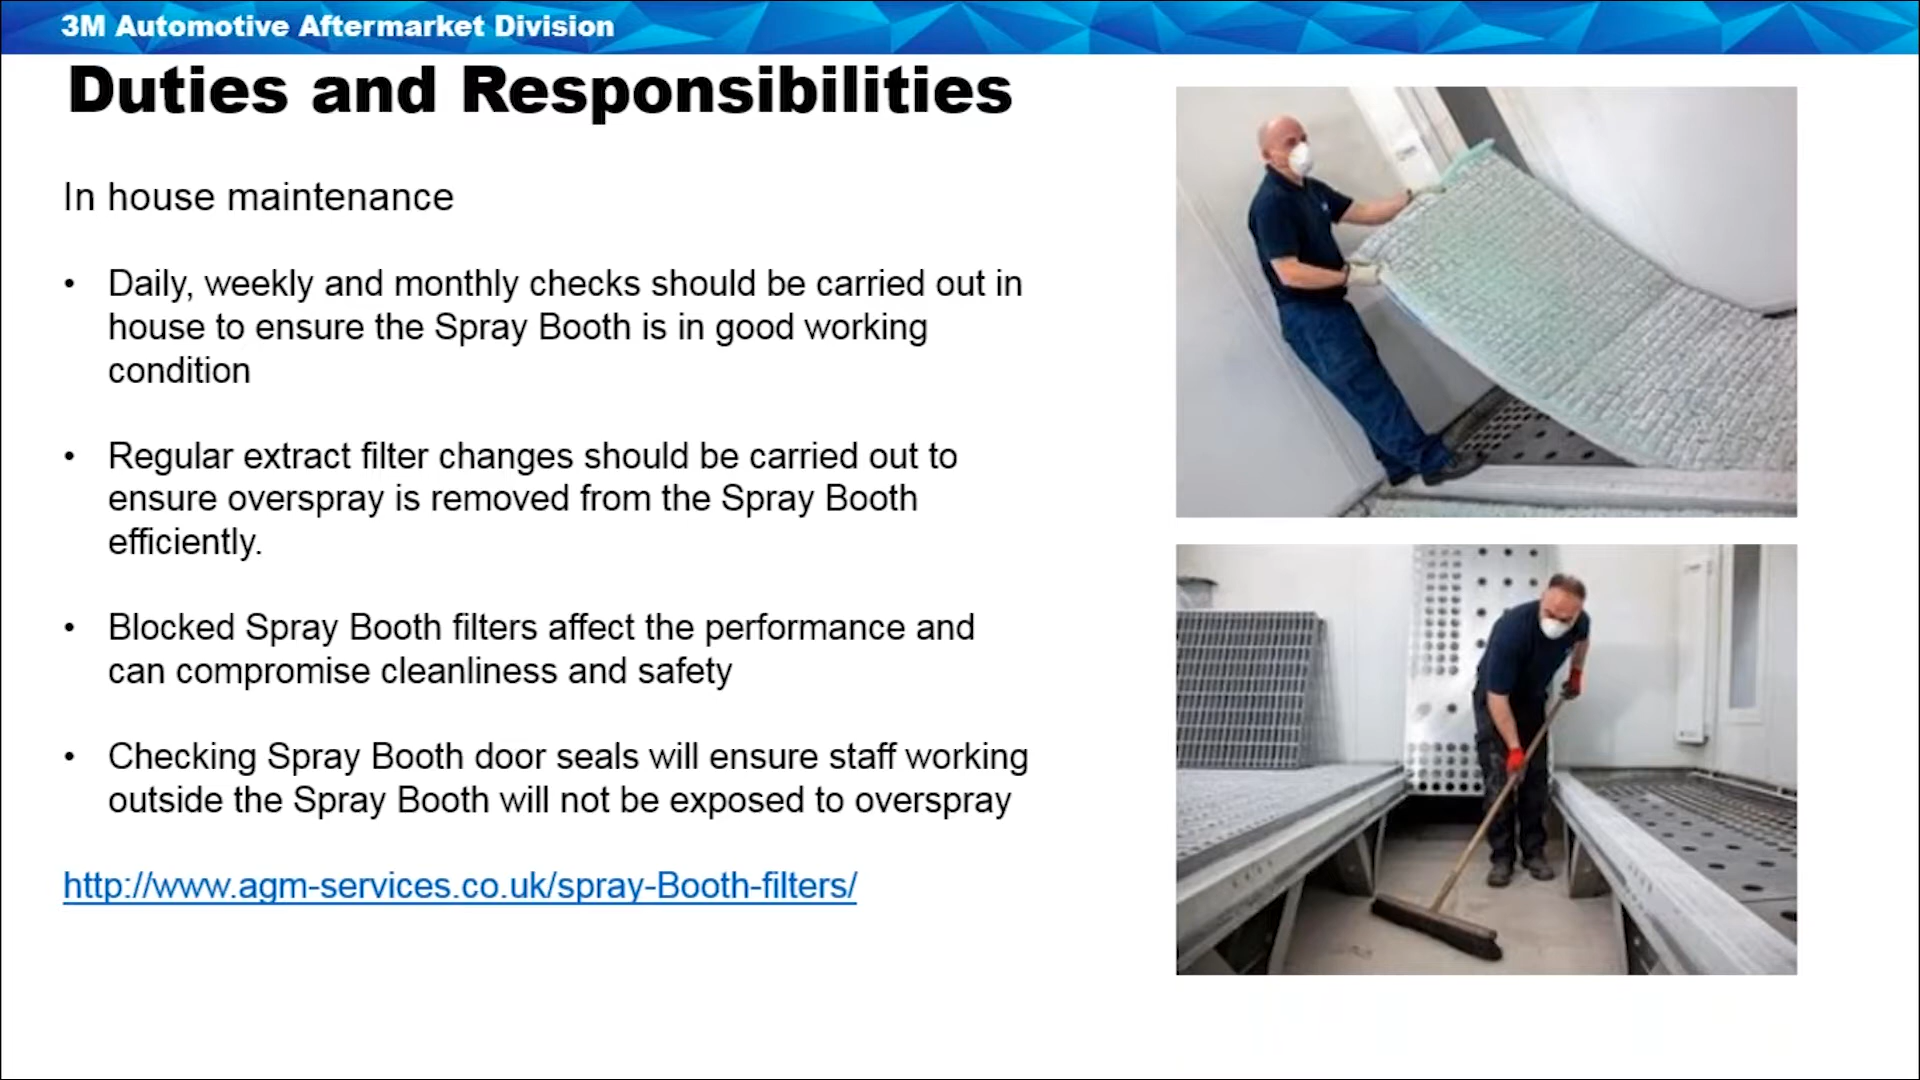 3M Automotive Aftermarket Division
Duties and Responsibilities
In house maintenance
• Daily, weekly and monthly checks should be carried out in
house to ensure the Spray Booth is in good working
condition
• Regular extract filter changes should be carried out to
ensure overspray is removed from the Spray Booth
efficiently.
• Blocked Spray Booth filters affect the performance and
can compromise cleanliness and safety
• Checking Spray Booth door seals will ensure staff working
outside the Spray Booth will not be exposed to overspray
http://www.agm-services.co.uk/spray-Booth-filters/